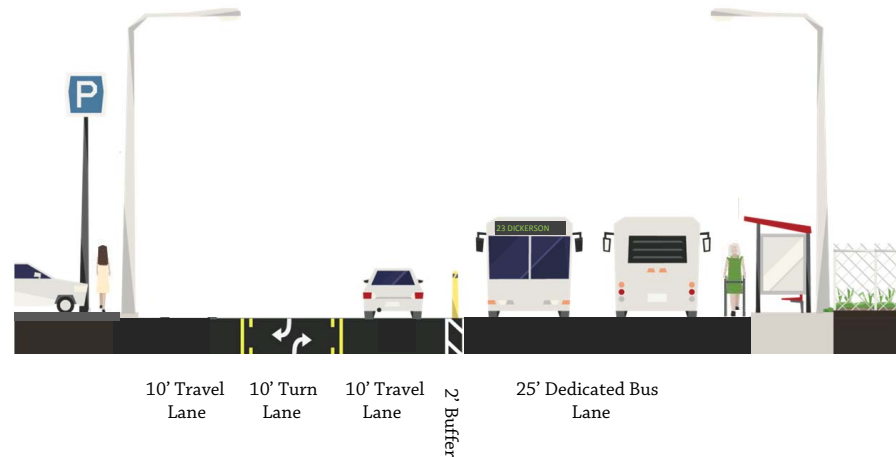 P
23 DICKERSON
10’ Travel
Lane
10’ Turn
Lane
10’ Travel
Lane
2’ Buffer
25’ Dedicated Bus
Lane